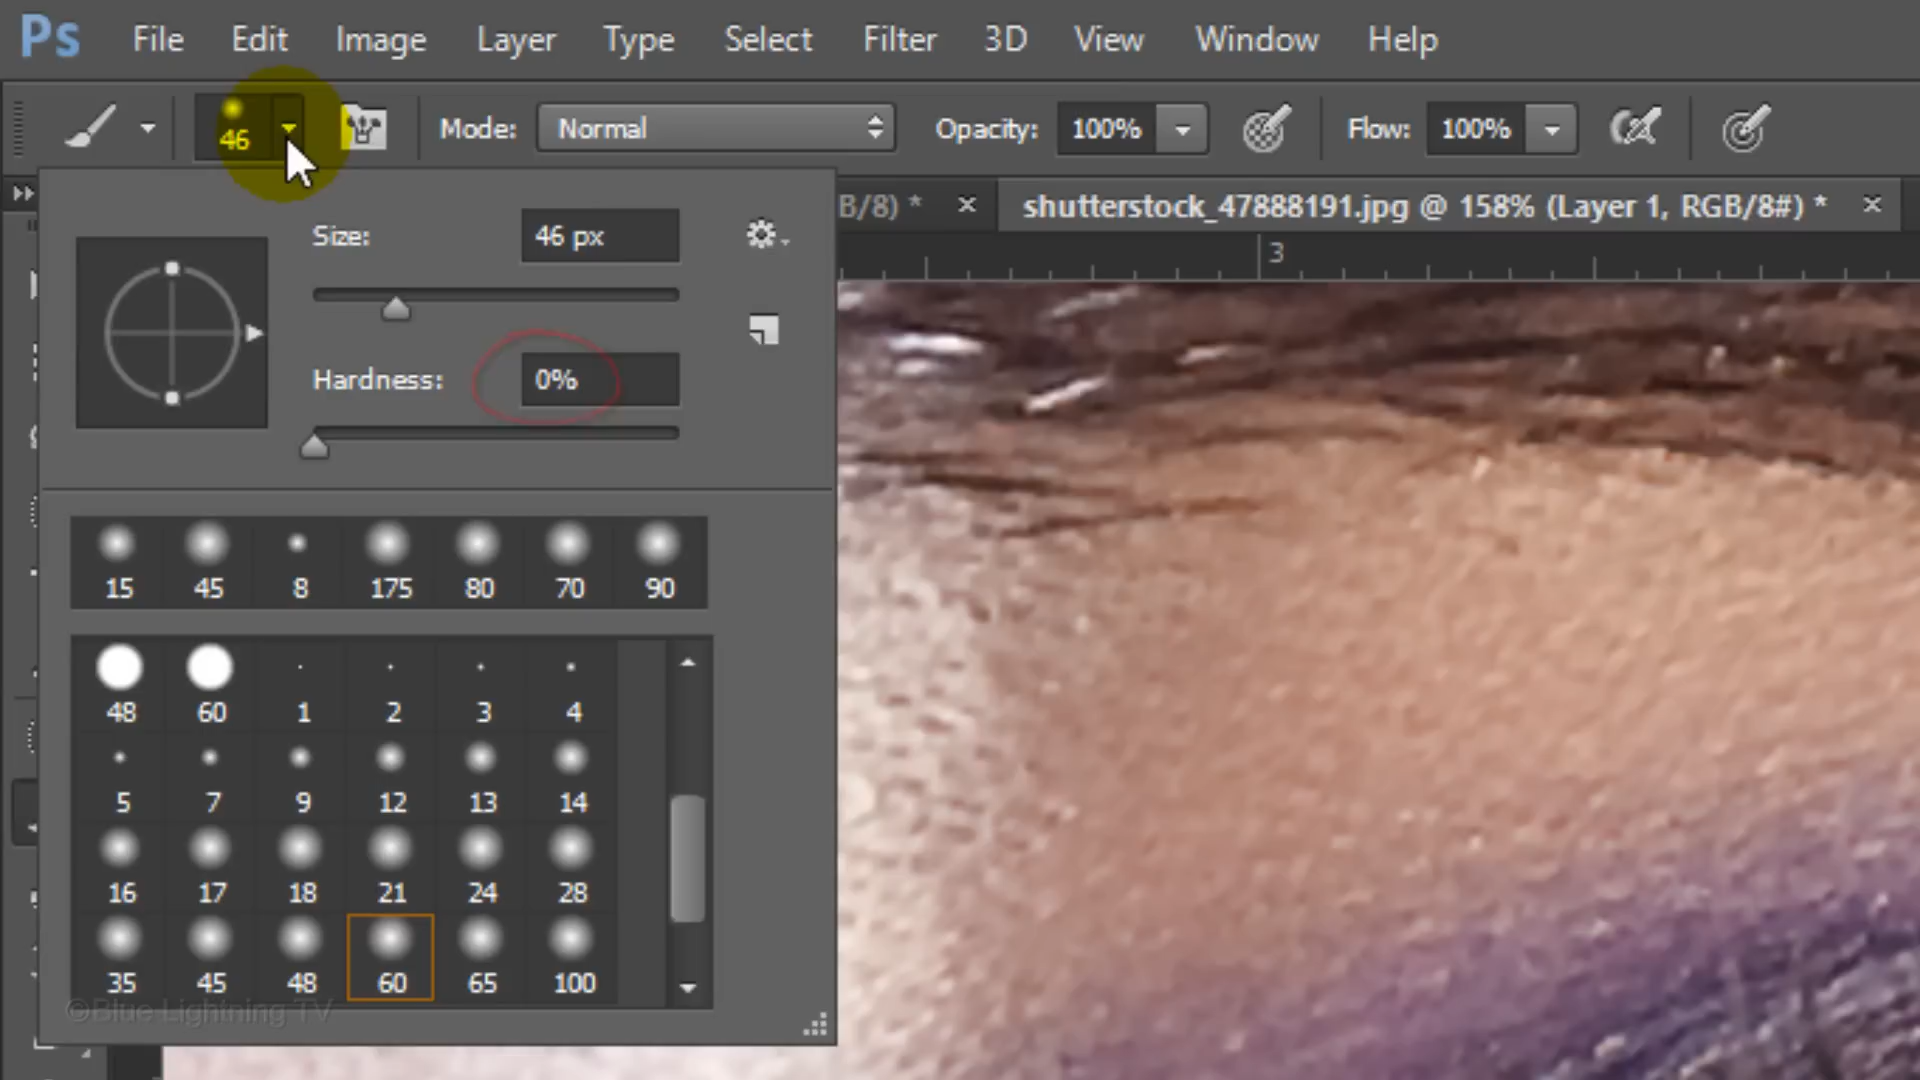 Ps File Edit Image Layer Type Select Filter 3D View Window Help
46 Mode: Normal Opacity: 100% Flow: 100%
B/8) * × shutterstock_47888191.jpg @ 158% (Layer 1, RGB/8#) * ×
3
Size: 46 px
Hardness: 0%
15 45 8 175 80 70 90
48 60 1 2 3 4
5 7 9 12 13 14
16 17 18 21 24 28
35 45 48 60 65 100
©Blue Lightning TV